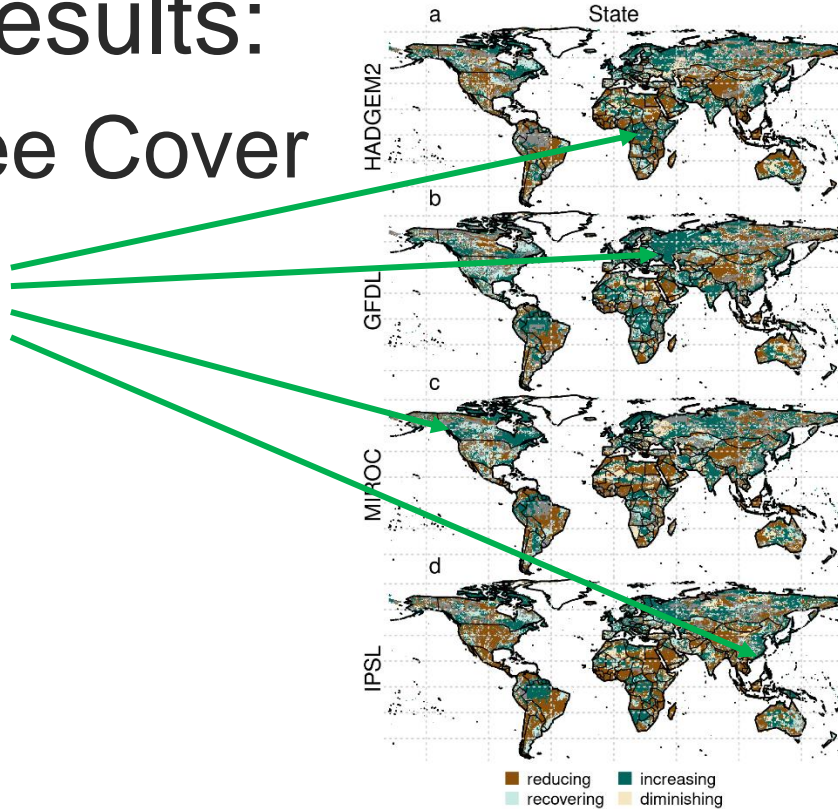 esults:
ee Cover
State
a
HADGEM2
b
GFDL
c
MIROC
d
IPSL
reducing
increasing
recovering
diminishing